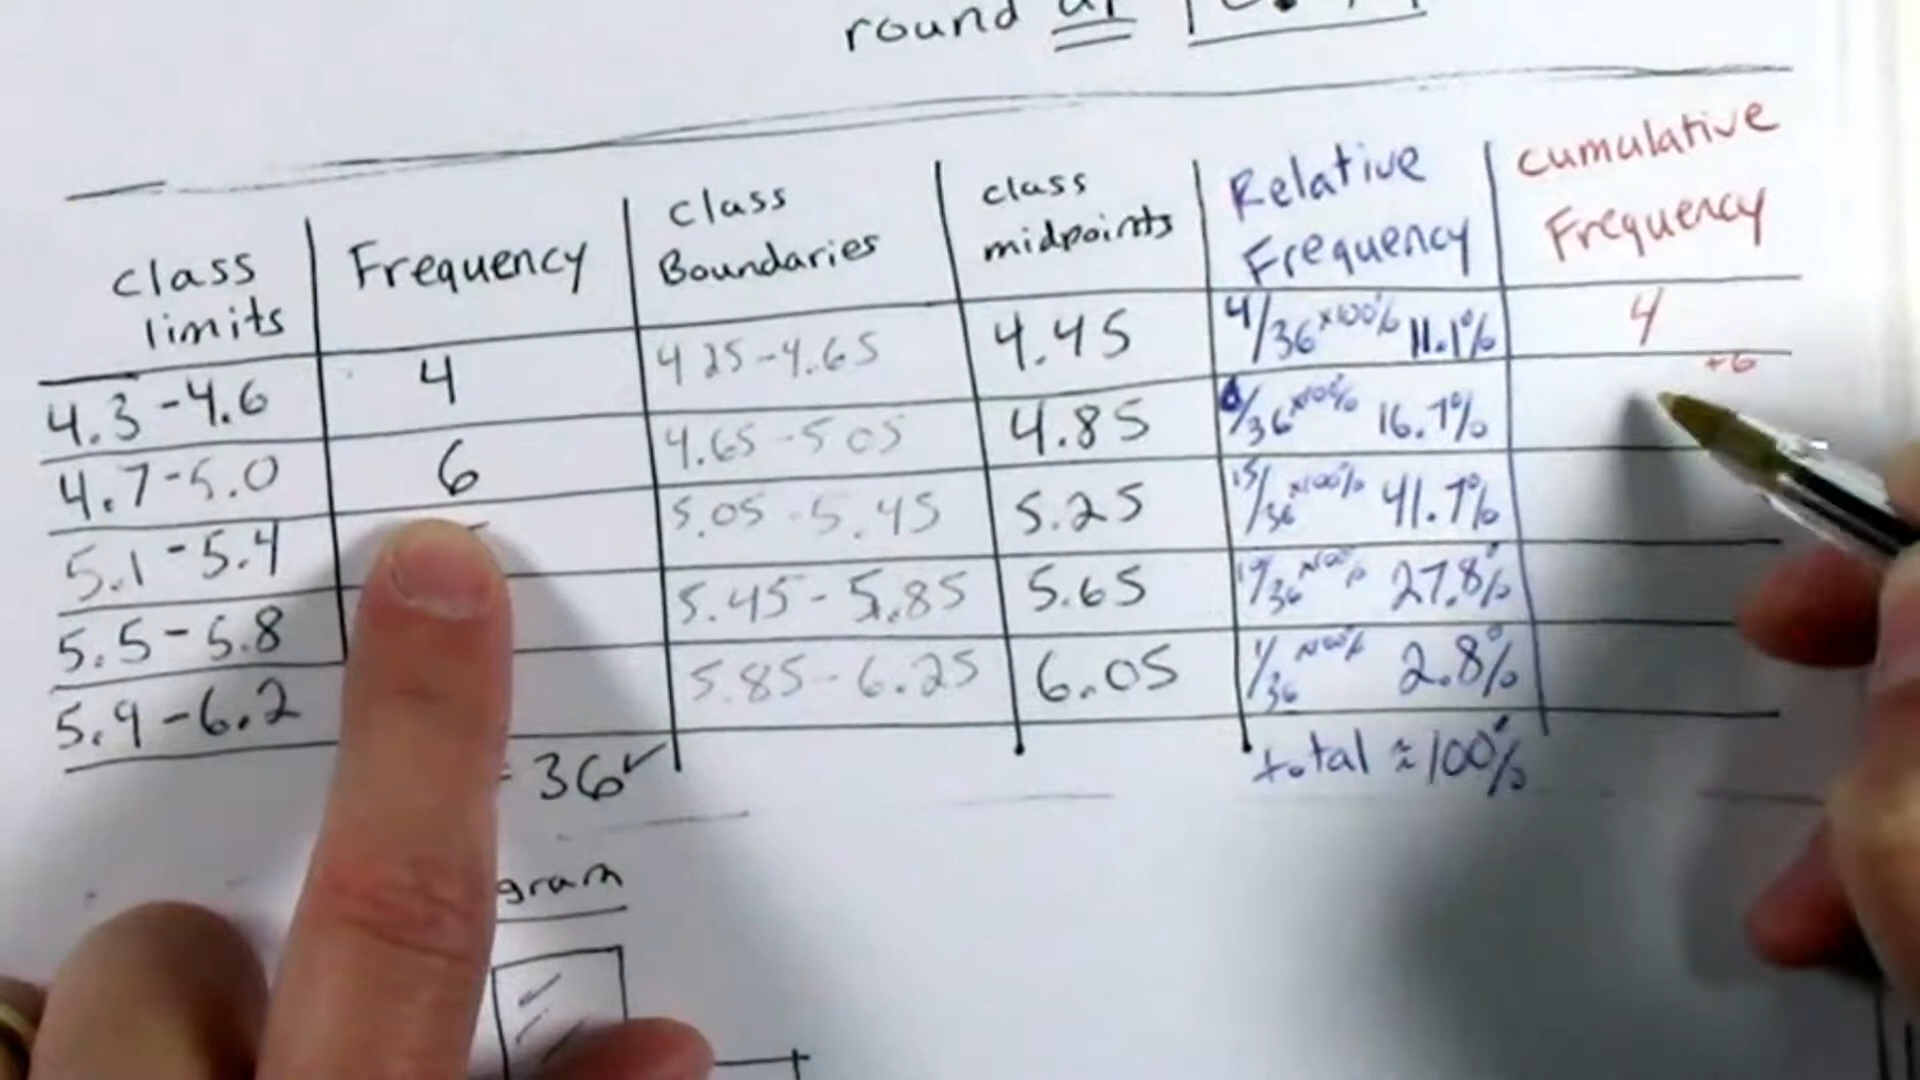 round up
class limits | Frequency | class Boundaries | class midpoints | Relative Frequency | cumulative Frequency
4.3 - 4.6 | 4 | 4.25 - 4.65 | 4.45 | 4/36 x100% 11.1% | 4
+6
4.7 - 5.0 | 6 | 4.65 - 5.05 | 4.85 | 6/36 x100% 16.7%
5.1 - 5.4 | 5.05 - 5.45 | 5.25 | 15/36 x100% 41.7%
5.5 - 5.8 | 5.45 - 5.85 | 5.65 | 10/36 x100% 27.8%
5.9 - 6.2 | 5.85 - 6.25 | 6.05 | 1/36 x100% 2.8%
36✓ total ≈ 100%
gram